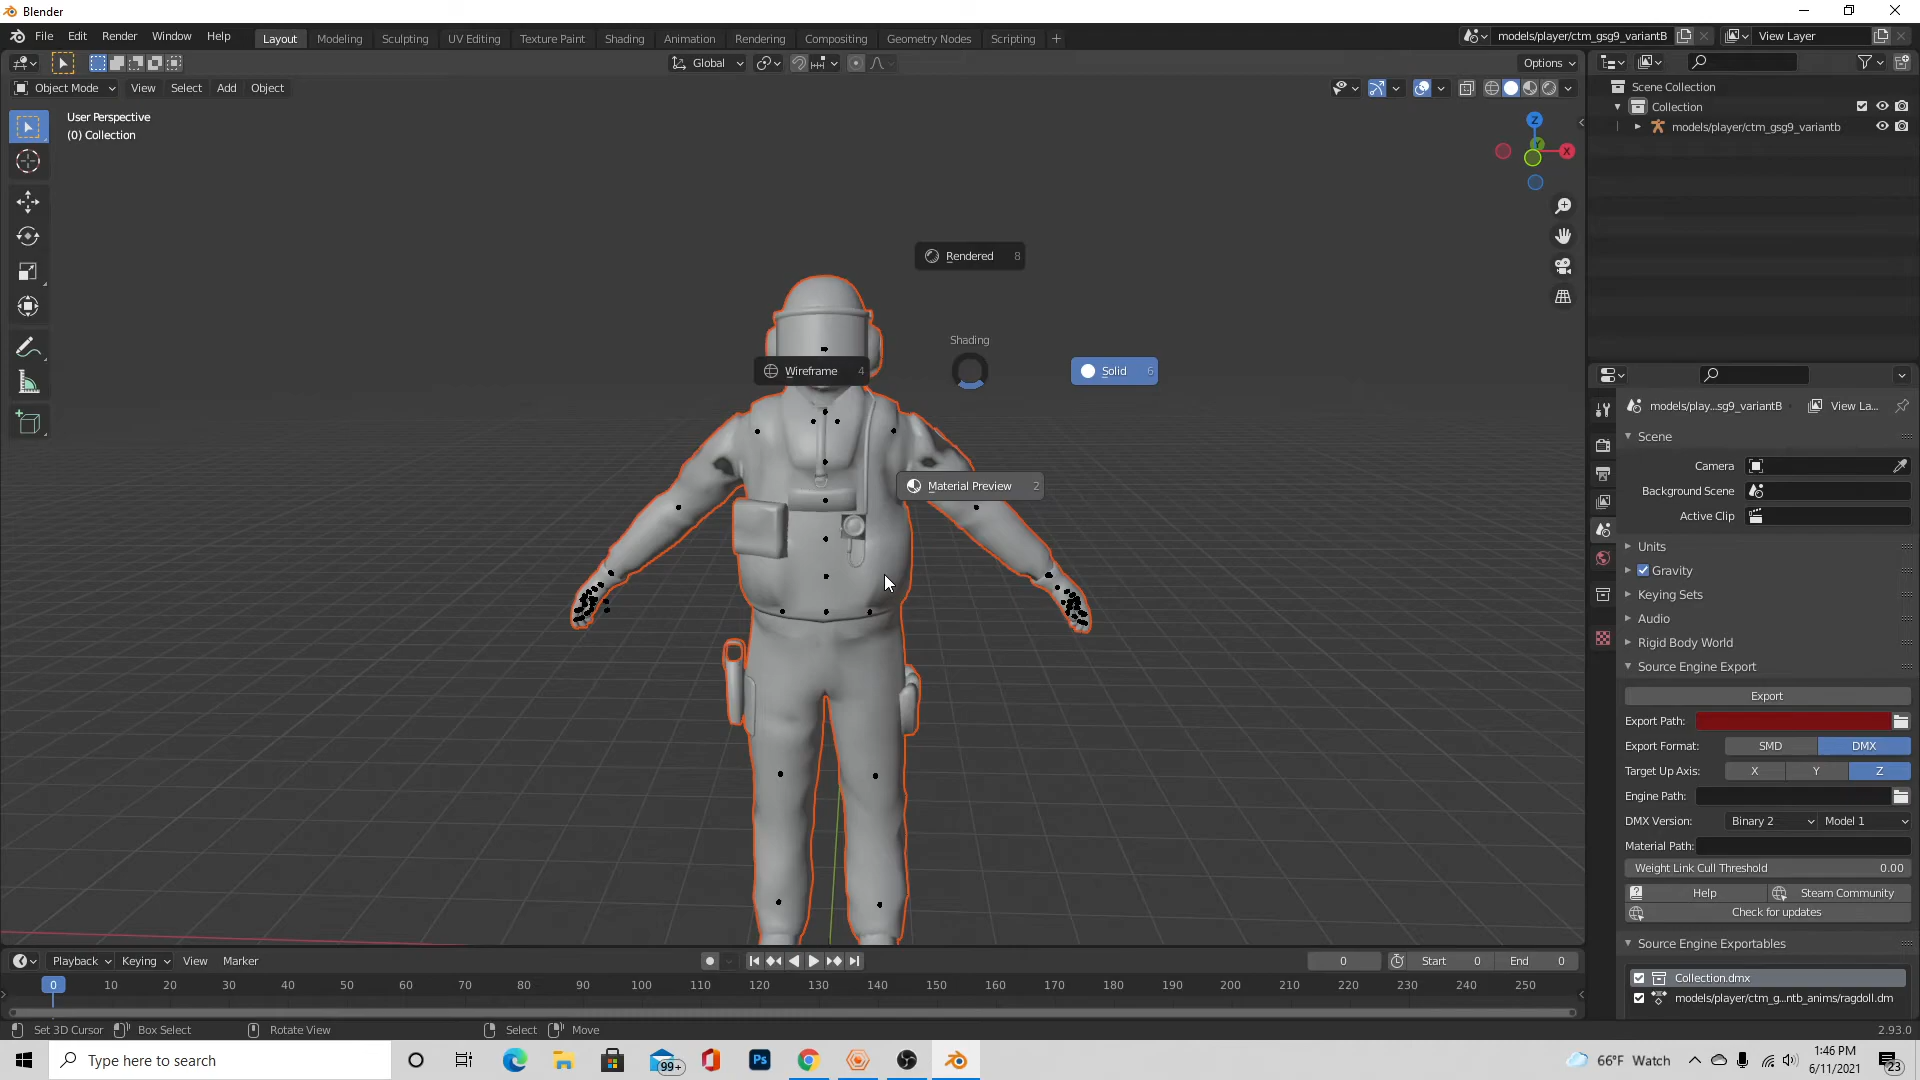 Blender
File Edit Render Window Help
Layout Modeling Sculpting UV Editing Texture Paint Shading Animation Rendering Compositing Geometry Nodes Scripting +
models/player/ctm_gsg9_variantB
View Layer
Global
Options
Object Mode View Select Add Object
User Perspective
(0) Collection
Z
Y
X
Scene Collection
Collection
models/player/ctm_gsg9_variantb
Rendered 8
Shading
Wireframe 4
Solid 6
Material Preview 2
models/play...sg9_variantB
View La...
Scene
Camera
Background Scene
Active Clip
Units
Gravity
Keying Sets
Audio
Rigid Body World
Source Engine Export
Export
Export Path:
Export Format: SMD DMX
Target Up Axis: X Y Z
Engine Path:
DMX Version: Binary 2 Model 1
Material Path:
Weight Link Cull Threshold 0.00
Help Steam Community
Check for updates
Source Engine Exportables
Collection.dmx
models/player/ctm_g...ntb_anims/ragdoll.dm
Playback Keying View Marker
0 Start 0 End 0
0 10 20 30 40 50 60 70 80 90 100 110 120 130 140 150 160 170 180 190 200 210 220 230 240 250
Set 3D Cursor Box Select Rotate View Select Move
2.93.0
Type here to search
99+
Ps
66°F Watch
1:46 PM
6/11/2021
23